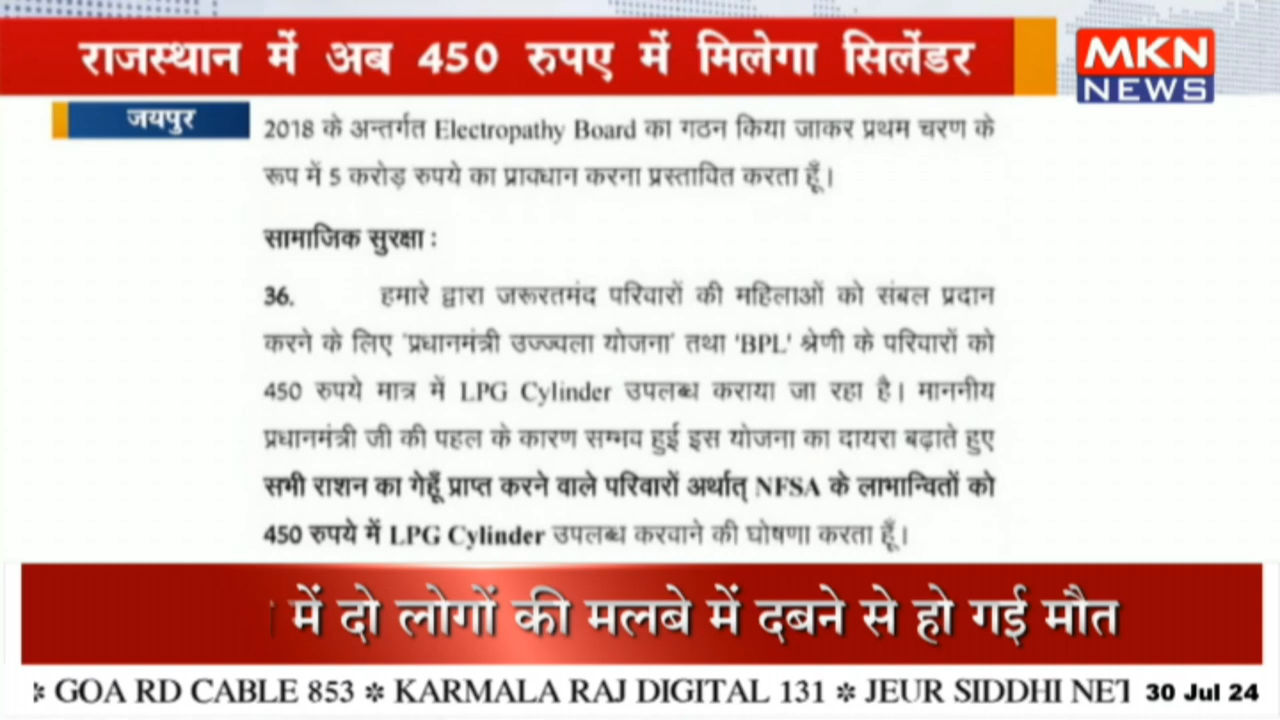 राजस्थान में अब 450 रुपए में मिलेगा सिलेंडर
MKN
NEWS
जयपुर
2018 के अन्तर्गत Electropathy Board का गठन किया जाकर प्रथम चरण के
रूप में 5 करोड़ रुपये का प्रावधान करना प्रस्तावित करता हूँ।
सामाजिक सुरक्षा :
36. हमारे द्वारा जरूरतमंद परिवारों की महिलाओं को संबल प्रदान
करने के लिए 'प्रधानमंत्री उज्ज्वला योजना' तथा 'BPL' श्रेणी के परिवारों को
450 रुपये मात्र में LPG Cylinder उपलब्ध कराया जा रहा है। माननीय
प्रधानमंत्री जी की पहल के कारण सम्भव हुई इस योजना का दायरा बढ़ाते हुए
सभी राशन का गेहूँ प्राप्त करने वाले परिवारों अर्थात् NFSA के लाभान्वितों को
450 रुपये में LPG Cylinder उपलब्ध करवाने की घोषणा करता हूँ।
में दो लोगों की मलबे में दबने से हो गई मौत
❇ GOA RD CABLE 853 ❇ KARMALA RAJ DIGITAL 131 ❇ JEUR SIDDHI NET 30 Jul 24